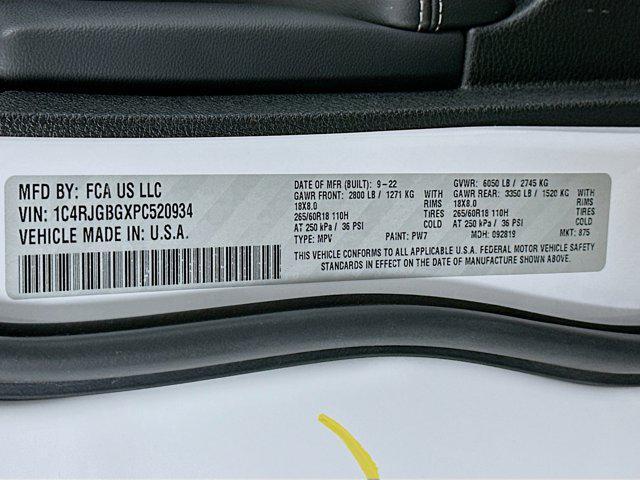 MFD BY: FCA US LLC
VIN: 1C4RJGBGXPC520934
VEHICLE MADE IN: U.S.A.
DATE OF MFR (BUILT): 9-22 GVWR: 6050 LB / 2745 KG
GAWR FRONT: 2800 LB / 1271 KG WITH GAWR REAR: 3350 LB / 1520 KG WITH
18X8.0 RIMS 18X8.0 RIMS
265/60R18 110H TIRES 265/60R18 110H TIRES
AT 250 kPa / 36 PSI COLD AT 250 kPa / 36 PSI COLD
TYPE: MPV PAINT: PW7 MDH: 092819 MKT: 875
THIS VEHICLE CONFORMS TO ALL APPLICABLE U.S.A. FEDERAL MOTOR VEHICLE SAFETY
STANDARDS IN EFFECT ON THE DATE OF MANUFACTURE SHOWN ABOVE.